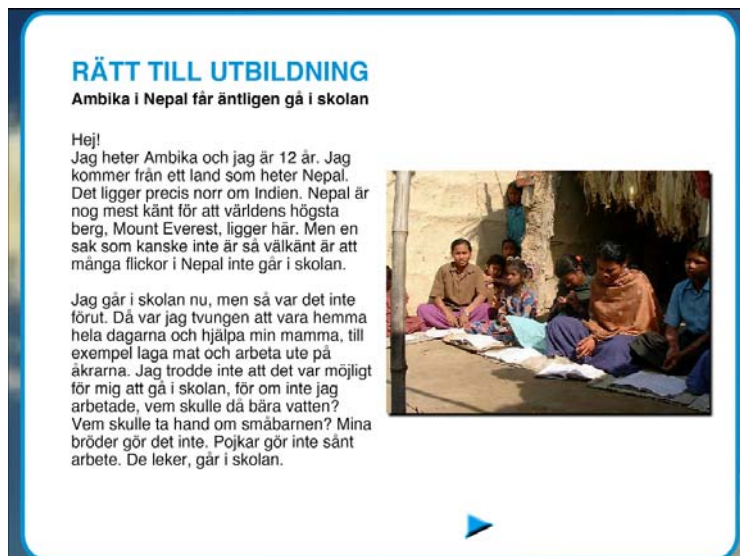 RÄTT TILL UTBILDNING
Ambika i Nepal får äntligen gå i skolan
Hej!
Jag heter Ambika och jag är 12 år. Jag
kommer från ett land som heter Nepal.
Det ligger precis norr om Indien. Nepal är
nog mest känt för att världens högsta
berg, Mount Everest, ligger här. Men en
sak som kanske inte är så välkänt är att
många flickor i Nepal inte går i skolan.
Jag går i skolan nu, men så var det inte
förut. Då var jag tvungen att vara hemma
hela dagarna och hjälpa min mamma, till
exempel laga mat och arbeta ute på
åkrarna. Jag trodde inte att det var möjligt
för mig att gå i skolan, för om inte jag
arbetade, vem skulle då bära vatten?
Vem skulle ta hand om småbarnen? Mina
bröder gör det inte. Pojkar gör inte sånt
arbete. De leker, går i skolan.